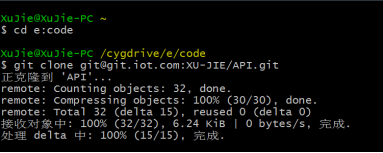 XuJie@XuJie-PC ~
$ cd e:code
XuJie@XuJie-PC /cygdrive/e/code
$ git clone git@git.iot.com:XU-JIE/API.git
正克隆到 'API'...
remote: Counting objects: 32, done.
remote: Compressing objects: 100% (30/30), done.
remote: Total 32 (delta 15), reused 0 (delta 0)
接收对象中: 100% (32/32), 6.24 KiB | 0 bytes/s, 完成.
处理 delta 中: 100% (15/15), 完成.